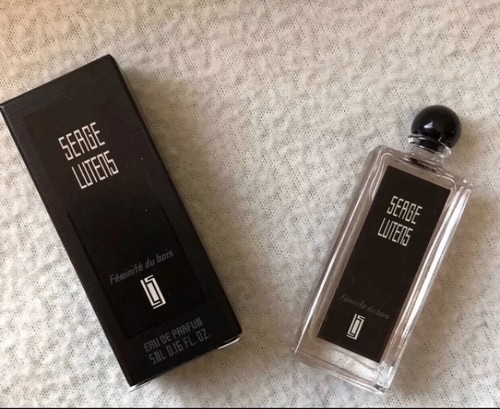 SERGE
LUTENS
Féminité du bois
EAU DE PARFUM
5ML 0.16 FL. OZ.
SERGE
LUTENS
Féminité du bois